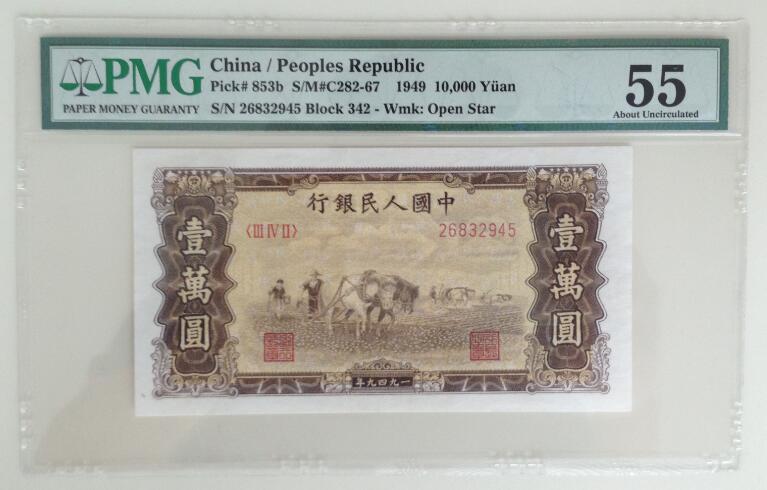 PMG
PAPER MONEY GUARANTY
China / Peoples Republic
Pick# 853b S/M#C282-67 1949 10,000 Yüan
S/N 26832945 Block 342 - Wmk: Open Star
55
About Uncirculated
行銀民人國中
〈III IV II〉
26832945
壹萬圓
壹萬圓
年九四九一